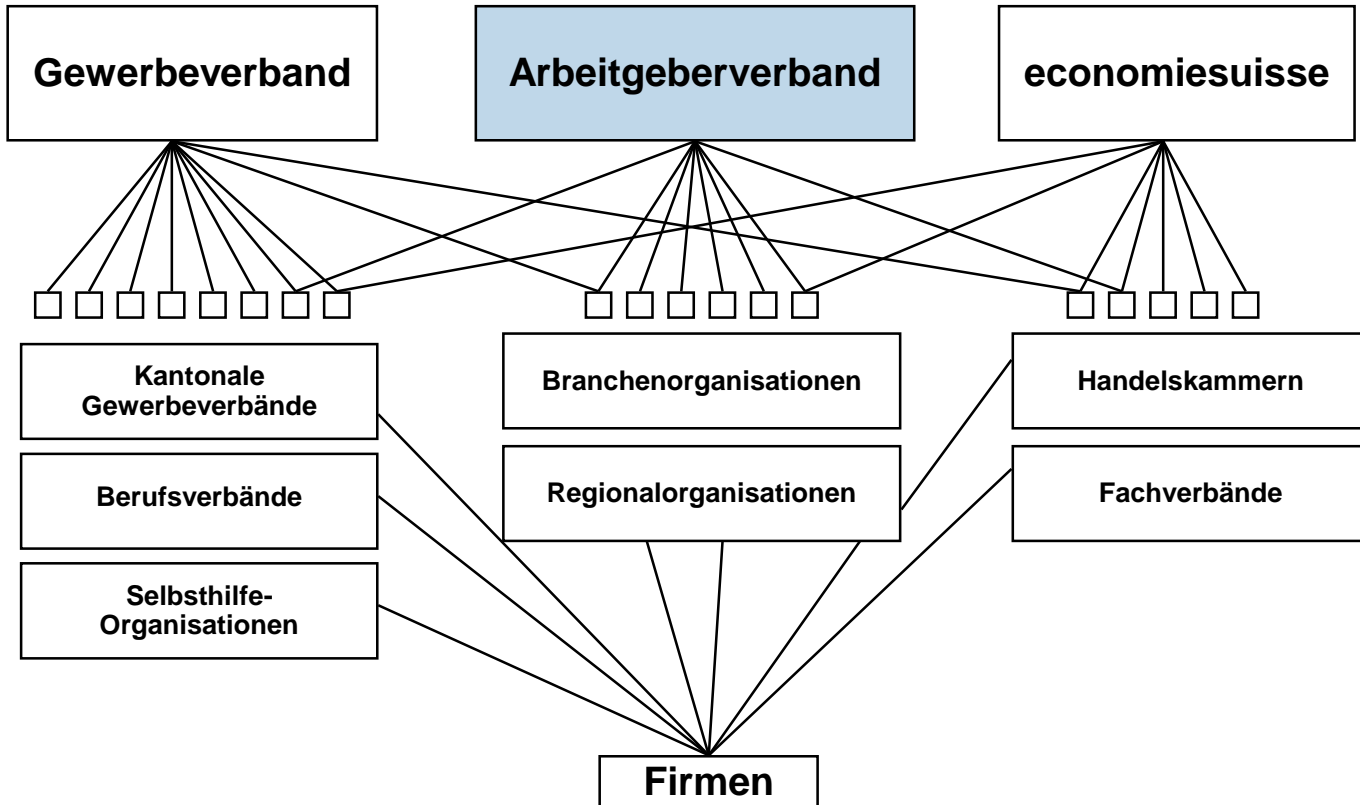 Gewerbeverband
Arbeitgeberverband
economiesuisse
Kantonale
Gewerbeverbände
Branchenorganisationen
Handelskammern
Berufsverbände
Regionalorganisationen
Fachverbände
Selbsthilfe-
Organisationen
Firmen